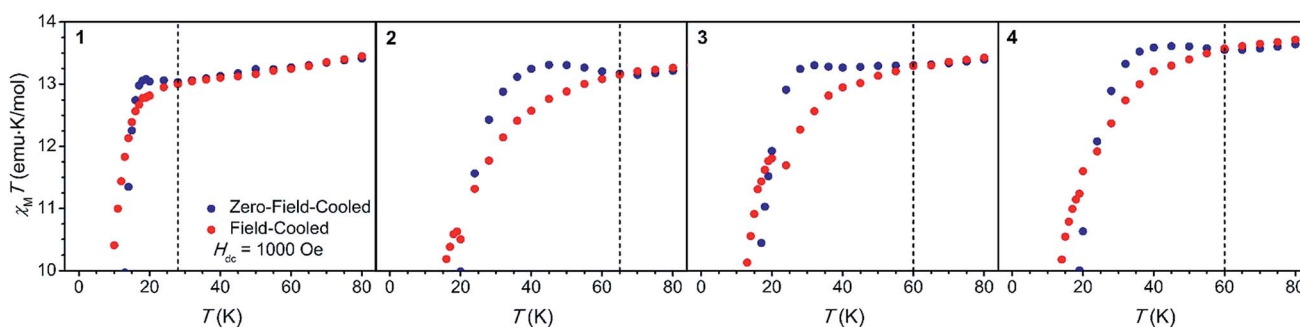 14
13
12
11
10
χM T (emu·K/mol)
1
2
3
4
Zero-Field-Cooled
Field-Cooled
Hdc = 1000 Oe
0 20 40 60 80 0 20 40 60 80 0 20 40 60 80 0 20 40 60 80
T (K) T (K) T (K) T (K)